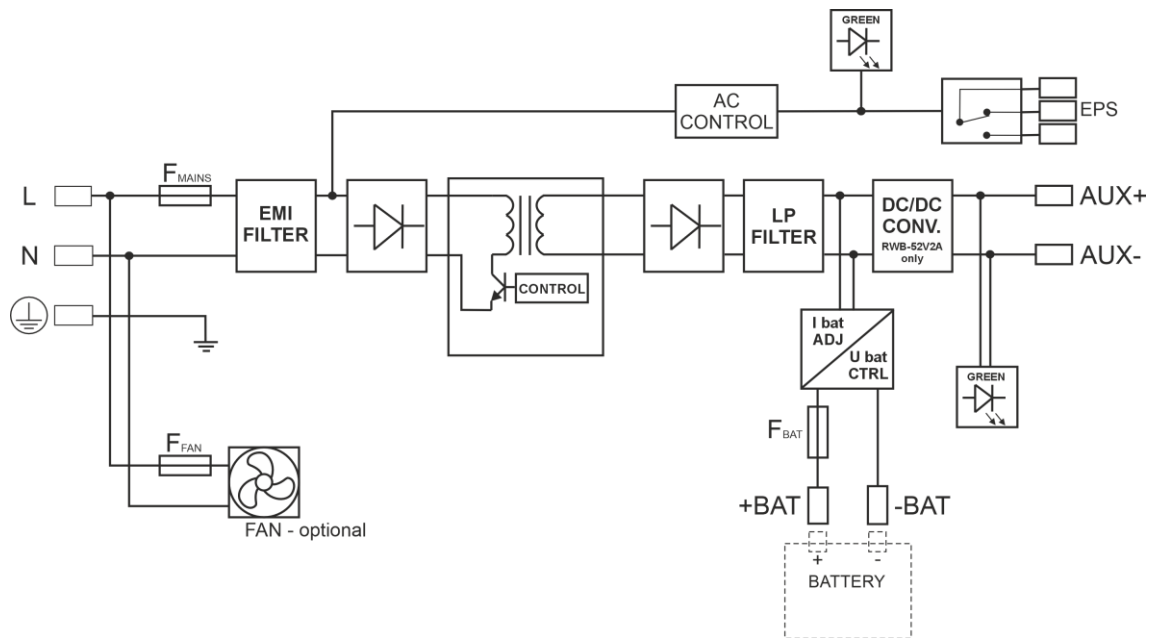 GREEN
AC
CONTROL
EPS
L
FMAINS
EMI
FILTER
LP
FILTER
DC/DC
CONV.
RWB-52V2A
only
AUX+
N
AUX-
CONTROL
I bat
ADJ
U bat
CTRL
GREEN
FBAT
FFAN
FAN - optional
+BAT
-BAT
+
-
BATTERY